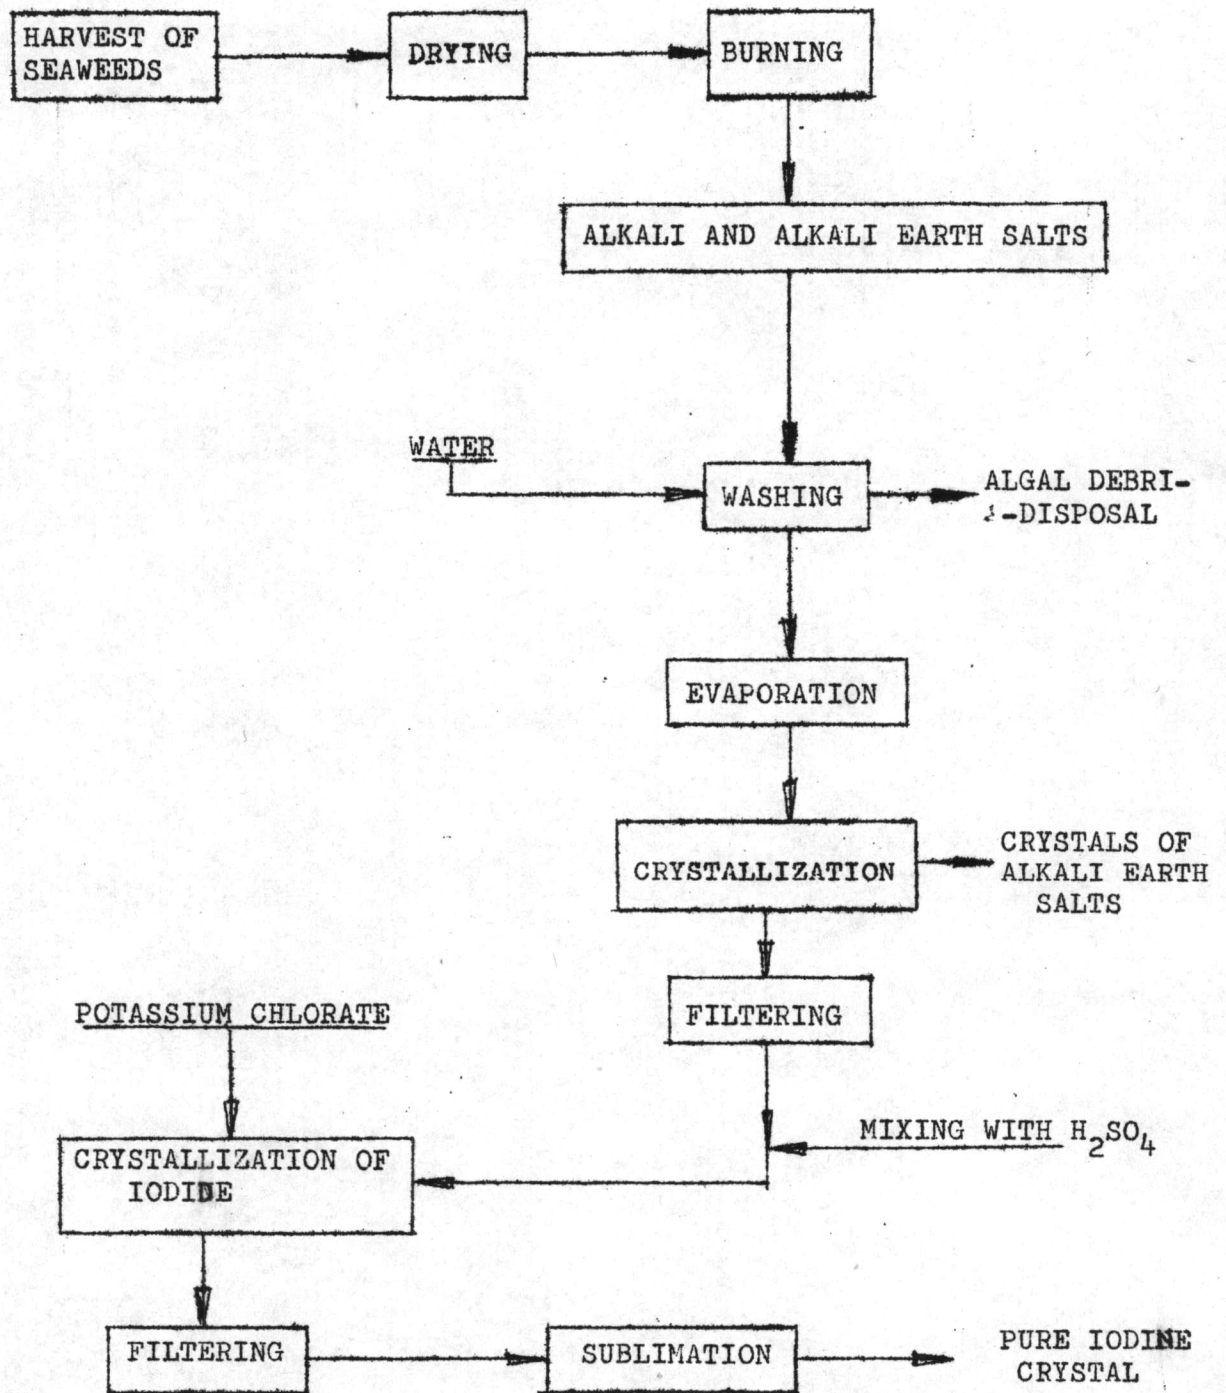 HARVEST OF
SEAWEEDS
DRYING
BURNING
ALKALI AND ALKALI EARTH SALTS
WATER
WASHING
ALGAL DEBRI-
s-DISPOSAL
EVAPORATION
CRYSTALLIZATION
CRYSTALS OF
ALKALI EARTH
SALTS
FILTERING
POTASSIUM CHLORATE
MIXING WITH H₂SO₄
CRYSTALLIZATION OF
IODINE
FILTERING
SUBLIMATION
PURE IODINE
CRYSTAL